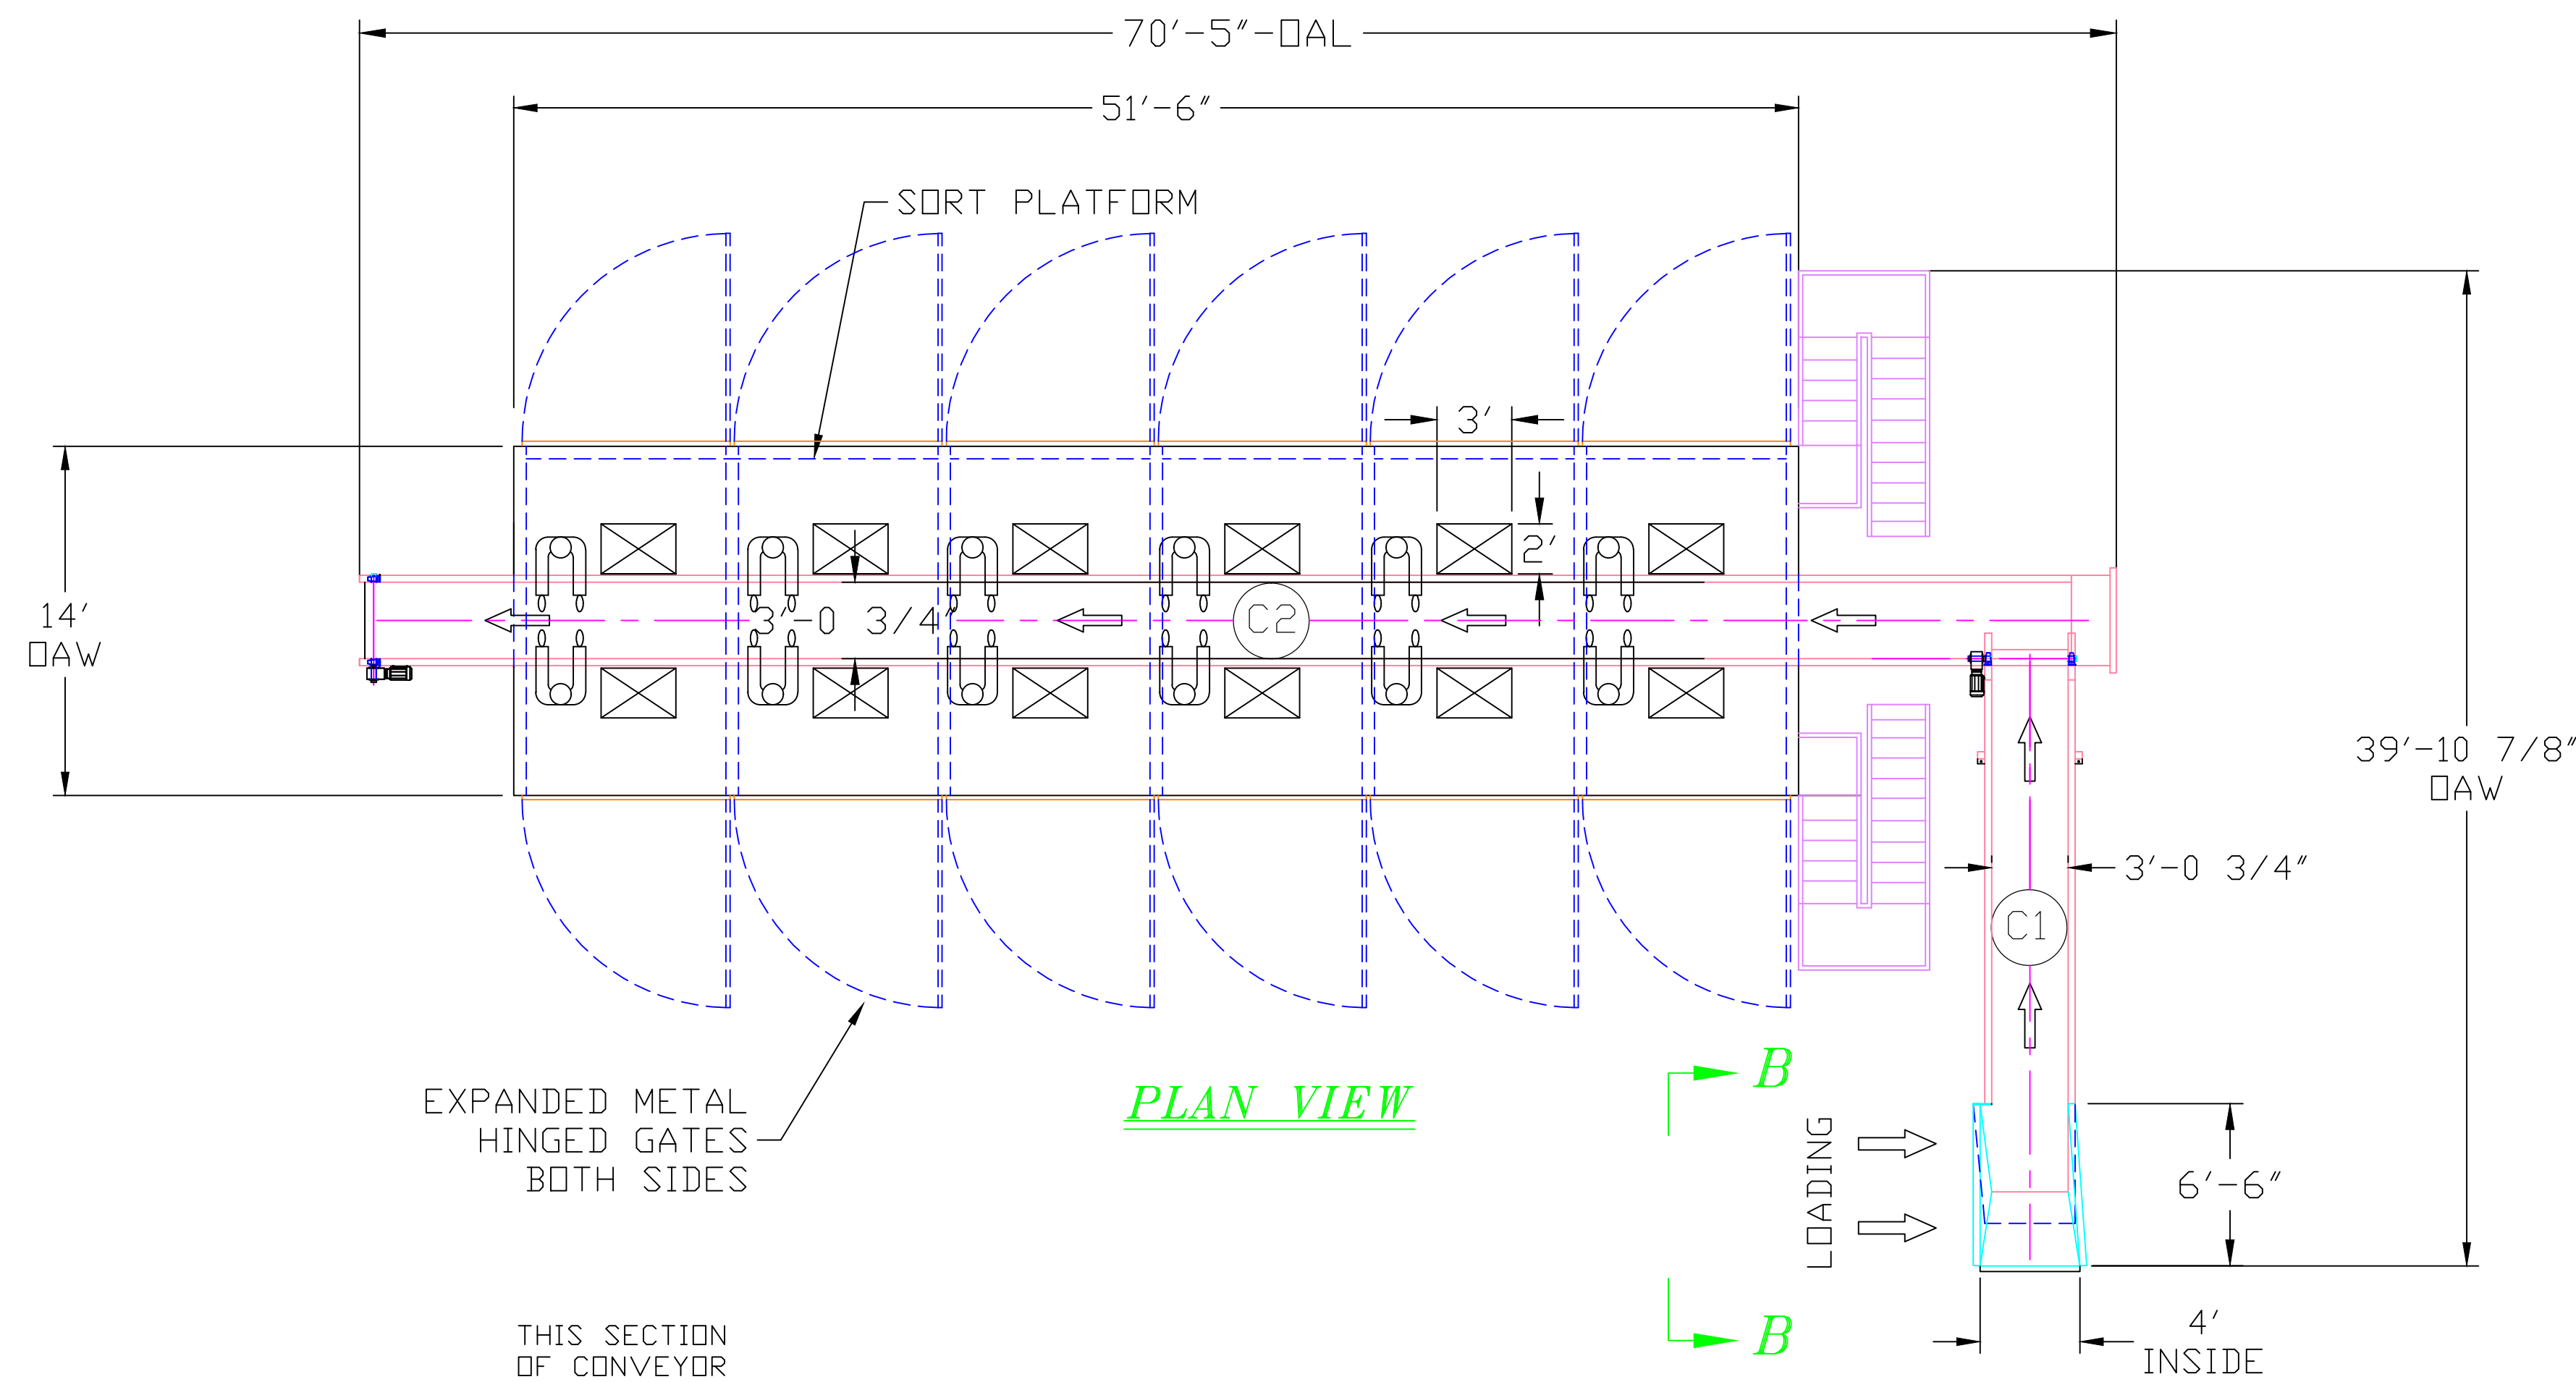 70'-5"-OAL
51'-6"
SORT PLATFORM
3'
2'
14'
OAW
3'-0 3/4"
C2
39'-10 7/8"
OAW
3'-0 3/4"
C1
EXPANDED METAL
HINGED GATES
BOTH SIDES
PLAN VIEW
B
LOADING
6'-6"
B
4'
INSIDE
THIS SECTION
OF CONVEYOR